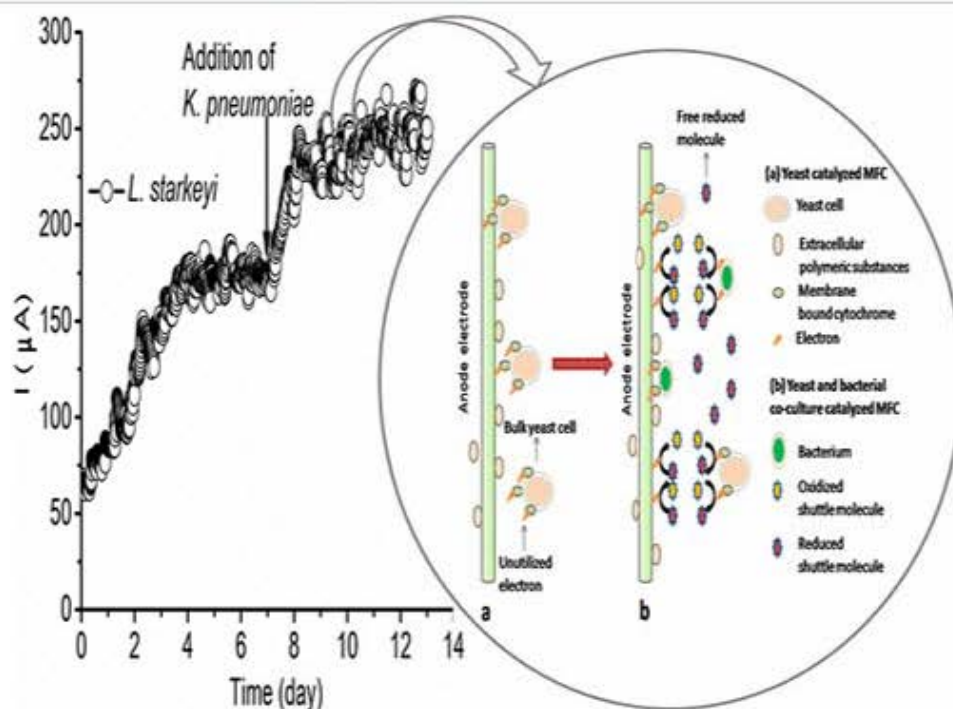 300
250
200
150
100
50
0
I ( μA)
0
2
4
6
8
10
12
14
Time (day)
Addition of
K. pneumoniae
L. starkeyi
Anode electrode
Bulk yeast cell
Unutilized
electron
a
Anode electrode
b
Free reduced
molecule
(a) Yeast catalyzed MFC
Yeast cell
Extracellular
polymeric substances
Membrane
bound cytochrome
Electron
(b) Yeast and bacterial
co-culture catalyzed MFC
Bacterium
Oxidized
shuttle molecule
Reduced
shuttle molecule